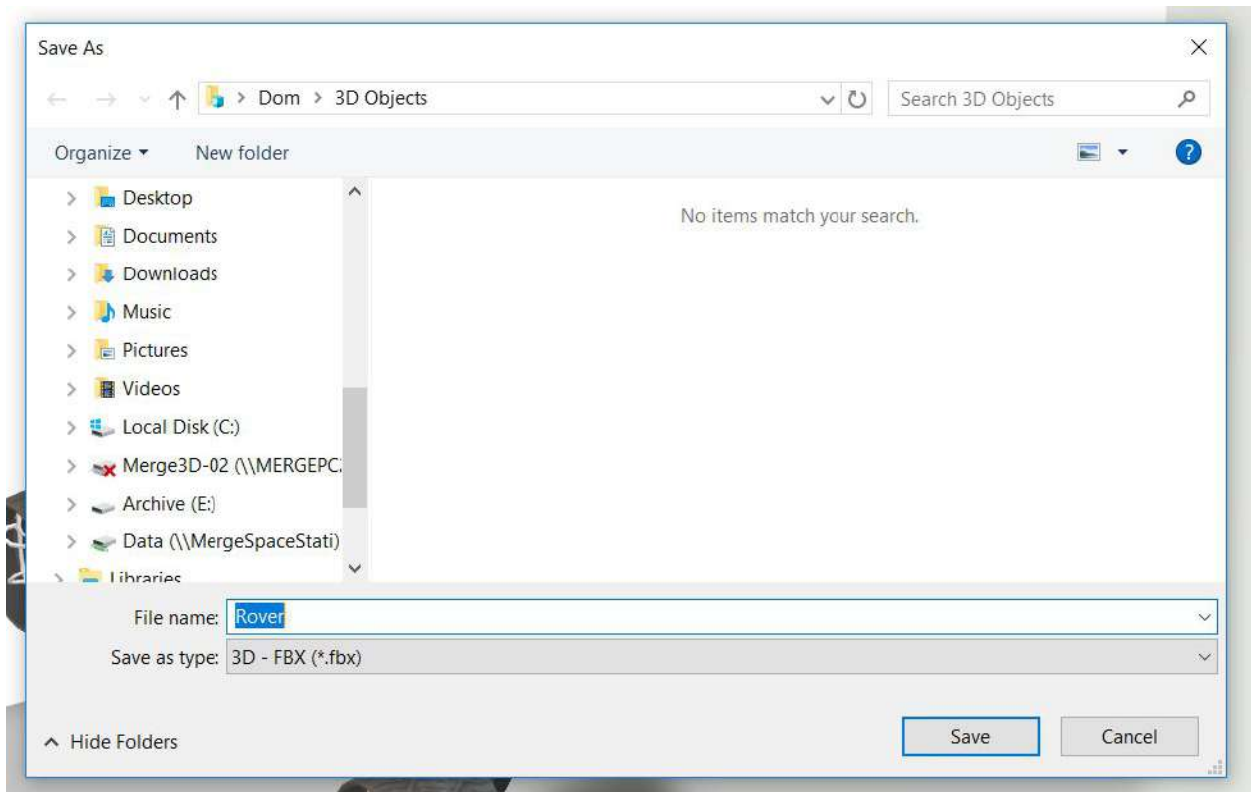 Save As
> Dom > 3D Objects
Search 3D Objects
Organize
New folder
Desktop
No items match your search.
Documents
Downloads
Music
Pictures
Videos
Local Disk (C:)
Merge3D-02 (\\MERGEPC
Archive (E:)
Data (\\MergeSpaceStati)
Libraries
File name: Rover
Save as type: 3D - FBX (*.fbx)
Hide Folders
Save
Cancel